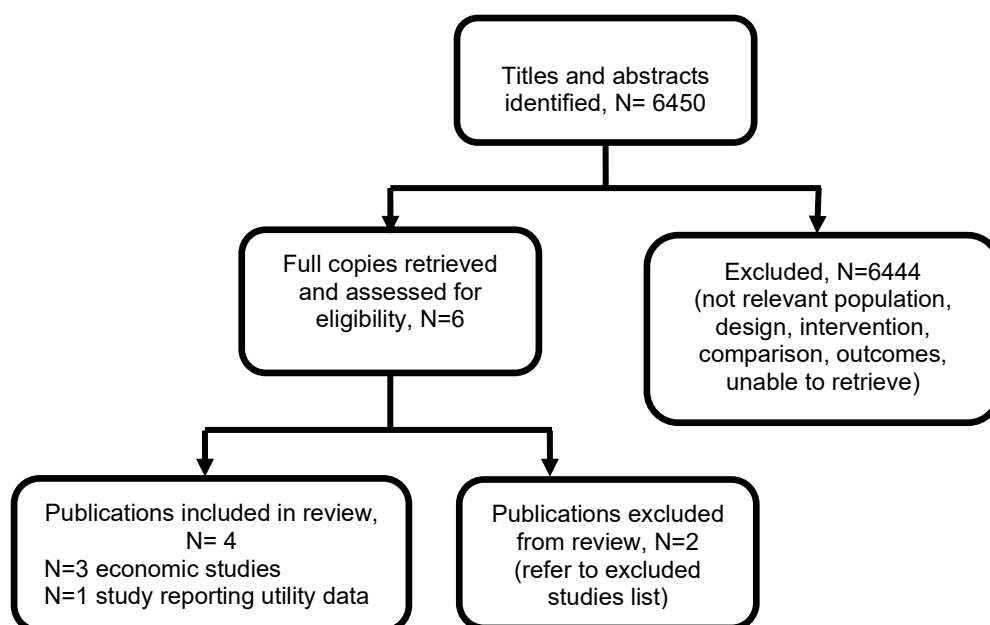 Titles and abstracts
identified, N= 6450
Full copies retrieved
and assessed for
eligibility, N=6
Excluded, N=6444
(not relevant population,
design, intervention,
comparison, outcomes,
unable to retrieve)
Publications included in review,
N= 4
N=3 economic studies
N=1 study reporting utility data
Publications excluded
from review, N=2
(refer to excluded
studies list)